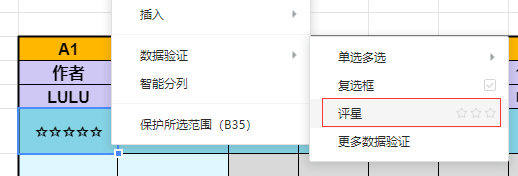 插入
A1
作者
LULU
☆☆☆☆☆
数据验证
智能分列
保护所选范围（B35）
单选多选
复选框
评星 ☆☆☆
更多数据验证